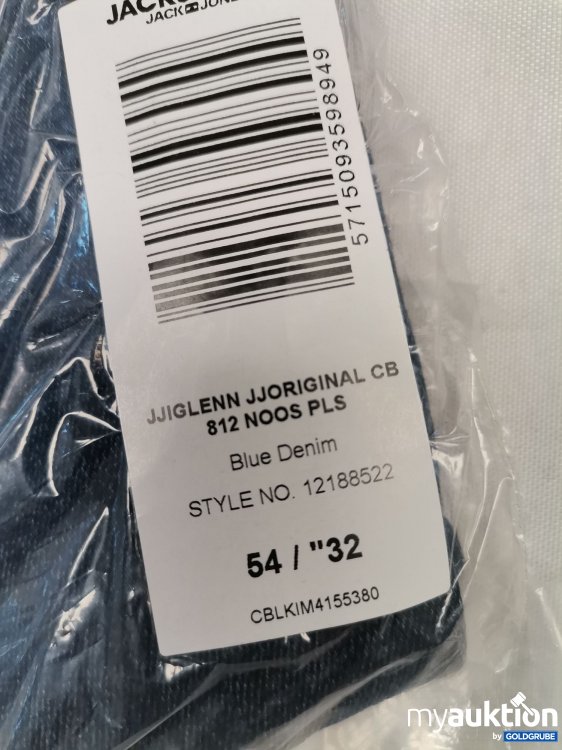 JACK
JACK JONE
5715093598949
JJIGLENN JJORIGINAL CB
812 NOOS PLS
Blue Denim
STYLE NO. 12188522
54 / "32
CBLKIM4155380
myauktion
by GOLDGRUBE